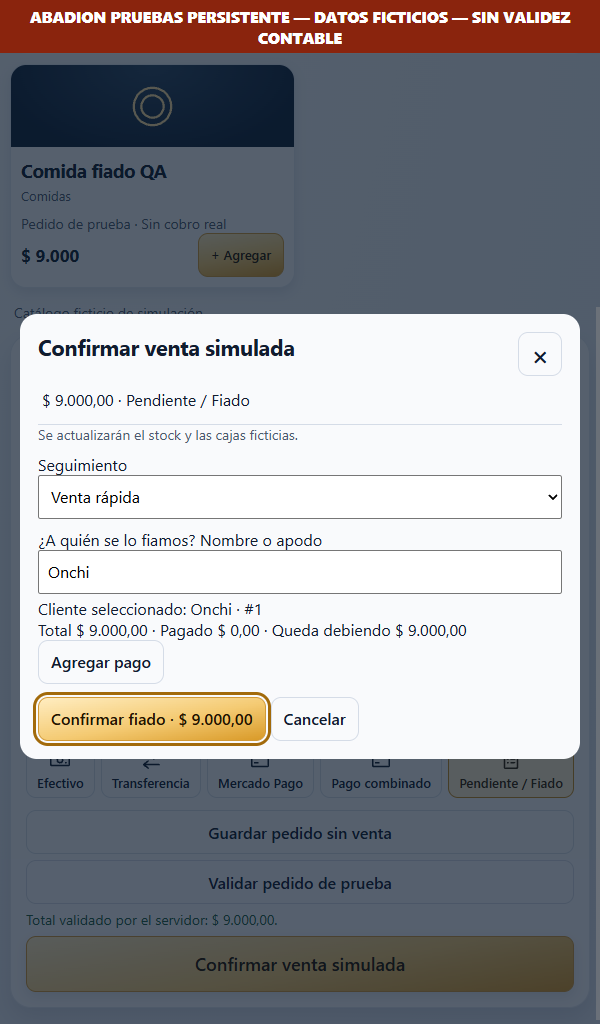 ABADION PRUEBAS PERSISTENTE — DATOS FICTICIOS — SIN VALIDEZ
CONTABLE
Comida fiado QA
Comidas
Pedido de prueba · Sin cobro real
$ 9.000
+ Agregar
Catálogo ficticio de simulación
Confirmar venta simulada
×
$ 9.000,00 · Pendiente / Fiado
Se actualizarán el stock y las cajas ficticias.
Seguimiento
Venta rápida
¿A quién se lo fiamos? Nombre o apodo
Onchi
Cliente seleccionado: Onchi · #1
Total $ 9.000,00 · Pagado $ 0,00 · Queda debiendo $ 9.000,00
Agregar pago
Confirmar fiado · $ 9.000,00
Cancelar
Efectivo
Transferencia
Mercado Pago
Pago combinado
Pendiente / Fiado
Guardar pedido sin venta
Validar pedido de prueba
Total validado por el servidor: $ 9.000,00.
Confirmar venta simulada